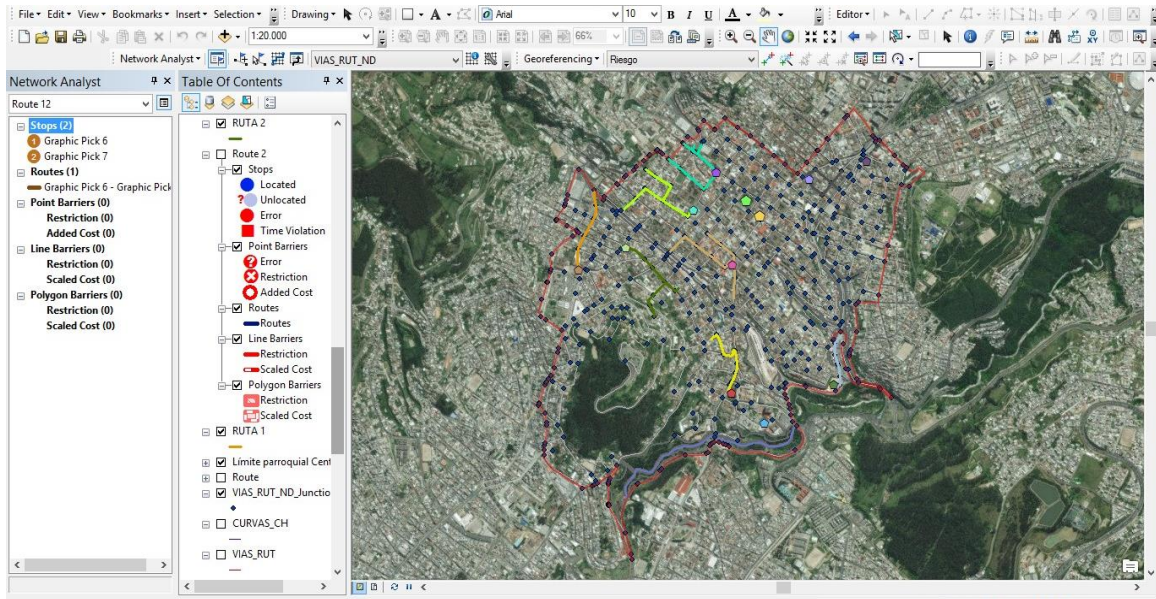 File Edit View Bookmarks Insert Selection Drawing A Arial 10 B I U A Editor
1:20.000 66%
Network Analyst VIAS_RUT_ND Georeferencing Riesgo
Network Analyst
Route 12
Stops (2)
1 Graphic Pick 6
2 Graphic Pick 7
Routes (1)
Graphic Pick 6 - Graphic Pick
Point Barriers (0)
Restriction (0)
Added Cost (0)
Line Barriers (0)
Restriction (0)
Scaled Cost (0)
Polygon Barriers (0)
Restriction (0)
Scaled Cost (0)
Table Of Contents
RUTA 2
Route 2
Stops
Located
? Unlocated
Error
Time Violation
Point Barriers
? Error
Restriction
Added Cost
Routes
Routes
Line Barriers
Restriction
Scaled Cost
Polygon Barriers
Restriction
Scaled Cost
RUTA 1
Límite parroquial Cent
Route
VIAS_RUT_ND_Junctio
CURVAS_CH
VIAS_RUT